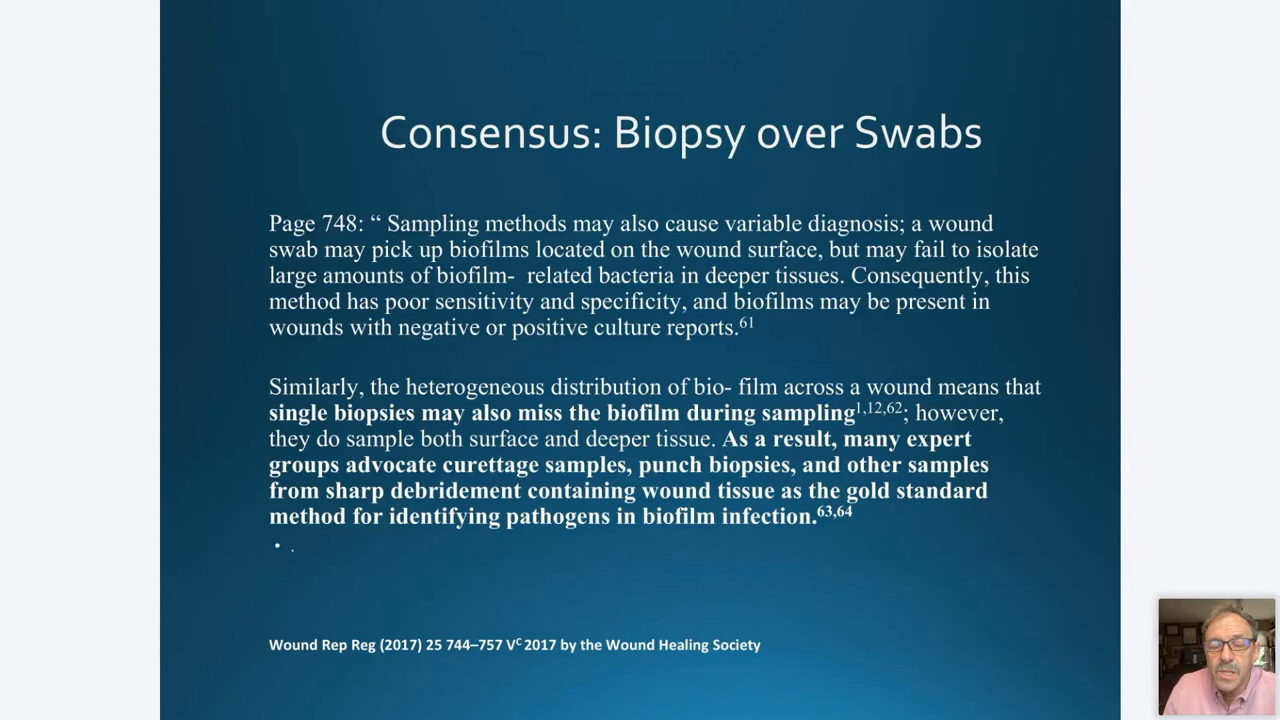 Consensus: Biopsy over Swabs
Page 748: “ Sampling methods may also cause variable diagnosis; a wound
swab may pick up biofilms located on the wound surface, but may fail to isolate
large amounts of biofilm- related bacteria in deeper tissues. Consequently, this
method has poor sensitivity and specificity, and biofilms may be present in
wounds with negative or positive culture reports.61
Similarly, the heterogeneous distribution of bio- film across a wound means that
single biopsies may also miss the biofilm during sampling1,12,62; however,
they do sample both surface and deeper tissue. As a result, many expert
groups advocate curettage samples, punch biopsies, and other samples
from sharp debridement containing wound tissue as the gold standard
method for identifying pathogens in biofilm infection.63,64
• .
Wound Rep Reg (2017) 25 744–757 VC 2017 by the Wound Healing Society